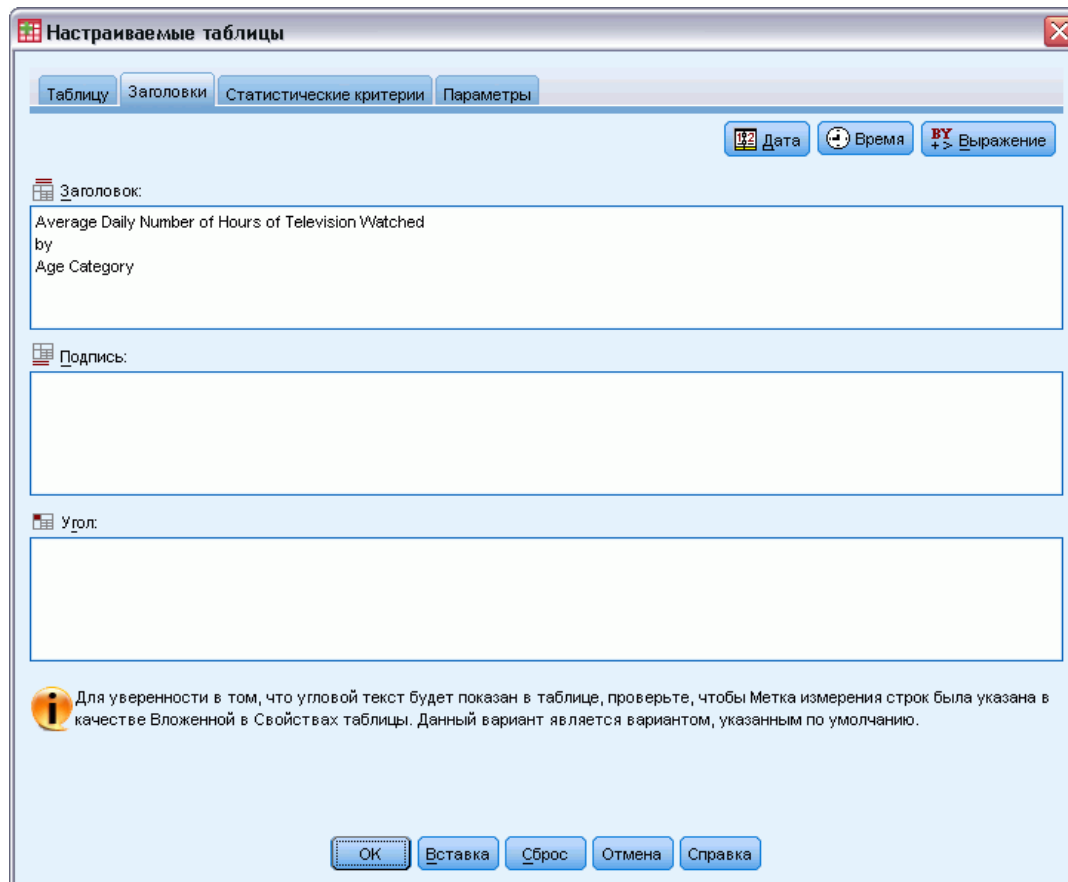 Настраиваемые таблицы
Таблицу Заголовки Статистические критерии Параметры
Дата Время BY +> Выражение
Заголовок:
Average Daily Number of Hours of Television Watched
by
Age Category
Подпись:
Угол:
Для уверенности в том, что угловой текст будет показан в таблице, проверьте, чтобы Метка измерения строк была указана в
качестве Вложенной в Свойствах таблицы. Данный вариант является вариантом, указанным по умолчанию.
OK Вставка Сброс Отмена Справка